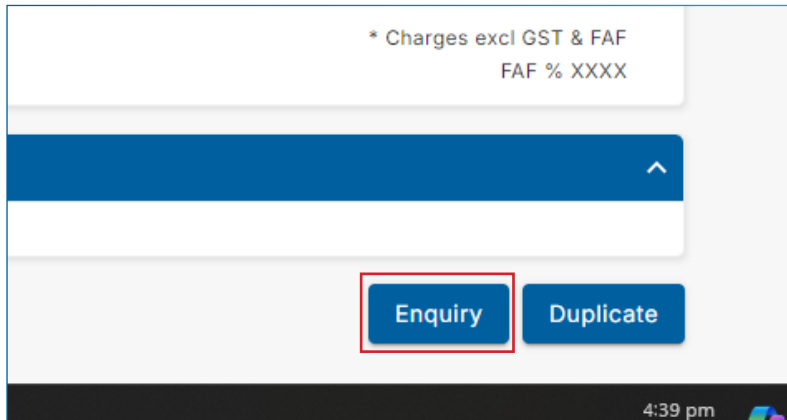 * Charges excl GST & FAF
FAF % XXXX
Enquiry
Duplicate
4:39 pm